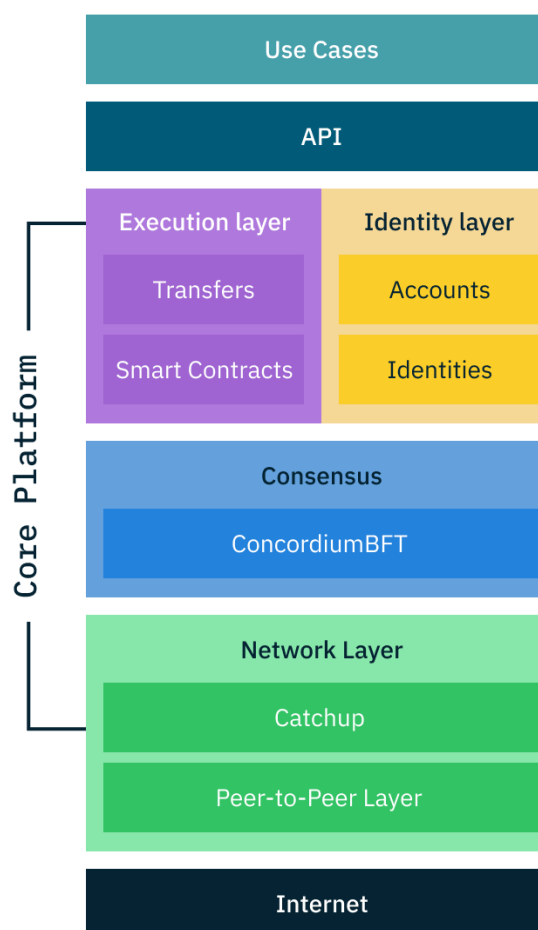 Use Cases
API
Core Platform
Execution layer
Transfers
Smart Contracts
Identity layer
Accounts
Identities
Consensus
ConcordiumBFT
Network Layer
Catchup
Peer-to-Peer Layer
Internet